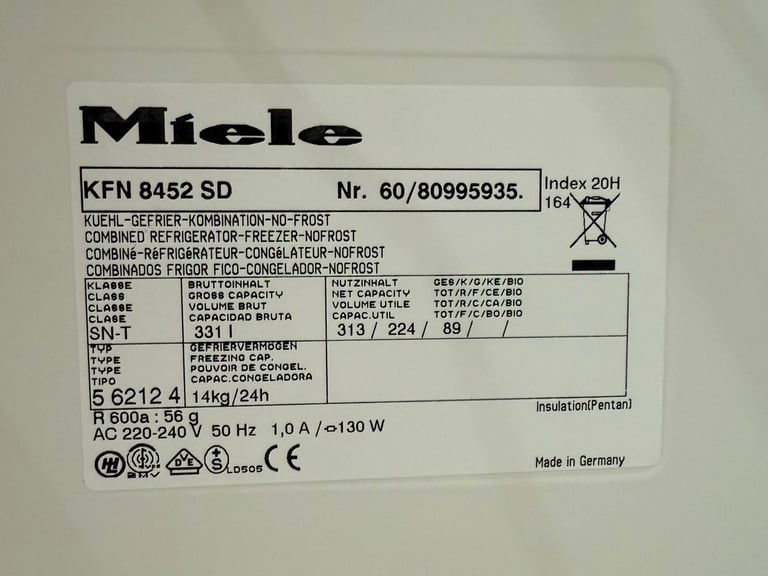 Miele
KFN 8452 SD Nr. 60/80995935.
Index 20H
164
KUEHL-GEFRIER-KOMBINATION-NO-FROST
COMBINED REFRIGERATOR-FREEZER-NOFROST
COMBINé-RéFRIGéRATEUR-CONGéLATEUR-NOFROST
COMBINADOS FRIGOR FICO-CONGELADOR-NOFROST
KLASSE BRUTTOINHALT NUTZINHALT GES/K/G/KE/BIO
CLASS GROSS CAPACITY NET CAPACITY TOT/R/F/CE/BIO
CLASSE VOLUME BRUT VOLUME UTILE TOT/R/C/CA/BIO
CLASE CAPACIDAD BRUTA CAPAC.UTIL TOT/F/C/BO/BIO
SN-T 331 l 313 / 224 / 89 / /
TYP GEFRIERVERMöGEN
TYPE FREEZING CAP.
TYPE POUVOIR DE CONGEL.
TIPO CAPAC.CONGELADORA
5 6212 4 14kg/24h
R 600a : 56 g Insulation(Pentan)
AC 220-240 V 50 Hz 1,0 A / 130 W
DVE +S LD505 CE
Made in Germany